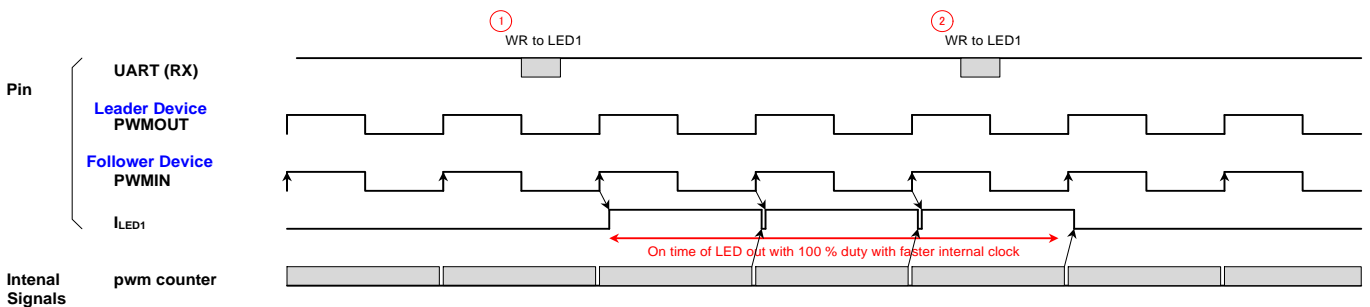 1
2
WR to LED1
WR to LED1
UART (RX)
Pin
Leader Device
PWMOUT
Follower Device
PWMIN
ILED1
On time of LED out with 100 % duty with faster internal clock
Intenal
Signals
pwm counter